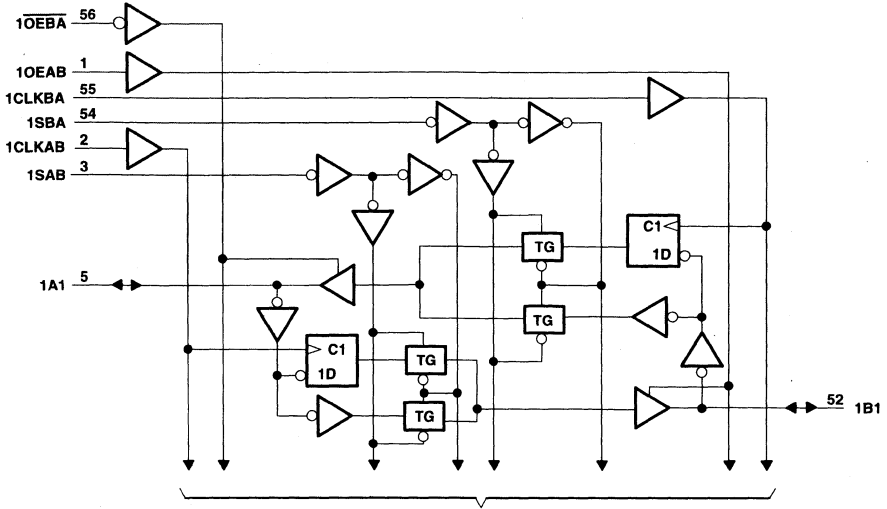 1OEBA 56
1OEAB 1
1CLKBA 55
1SBA 54
1CLKAB 2
1SAB 3
C1
TG
1D
1A1 5
TG
C1
TG
1D
52 1B1
TG